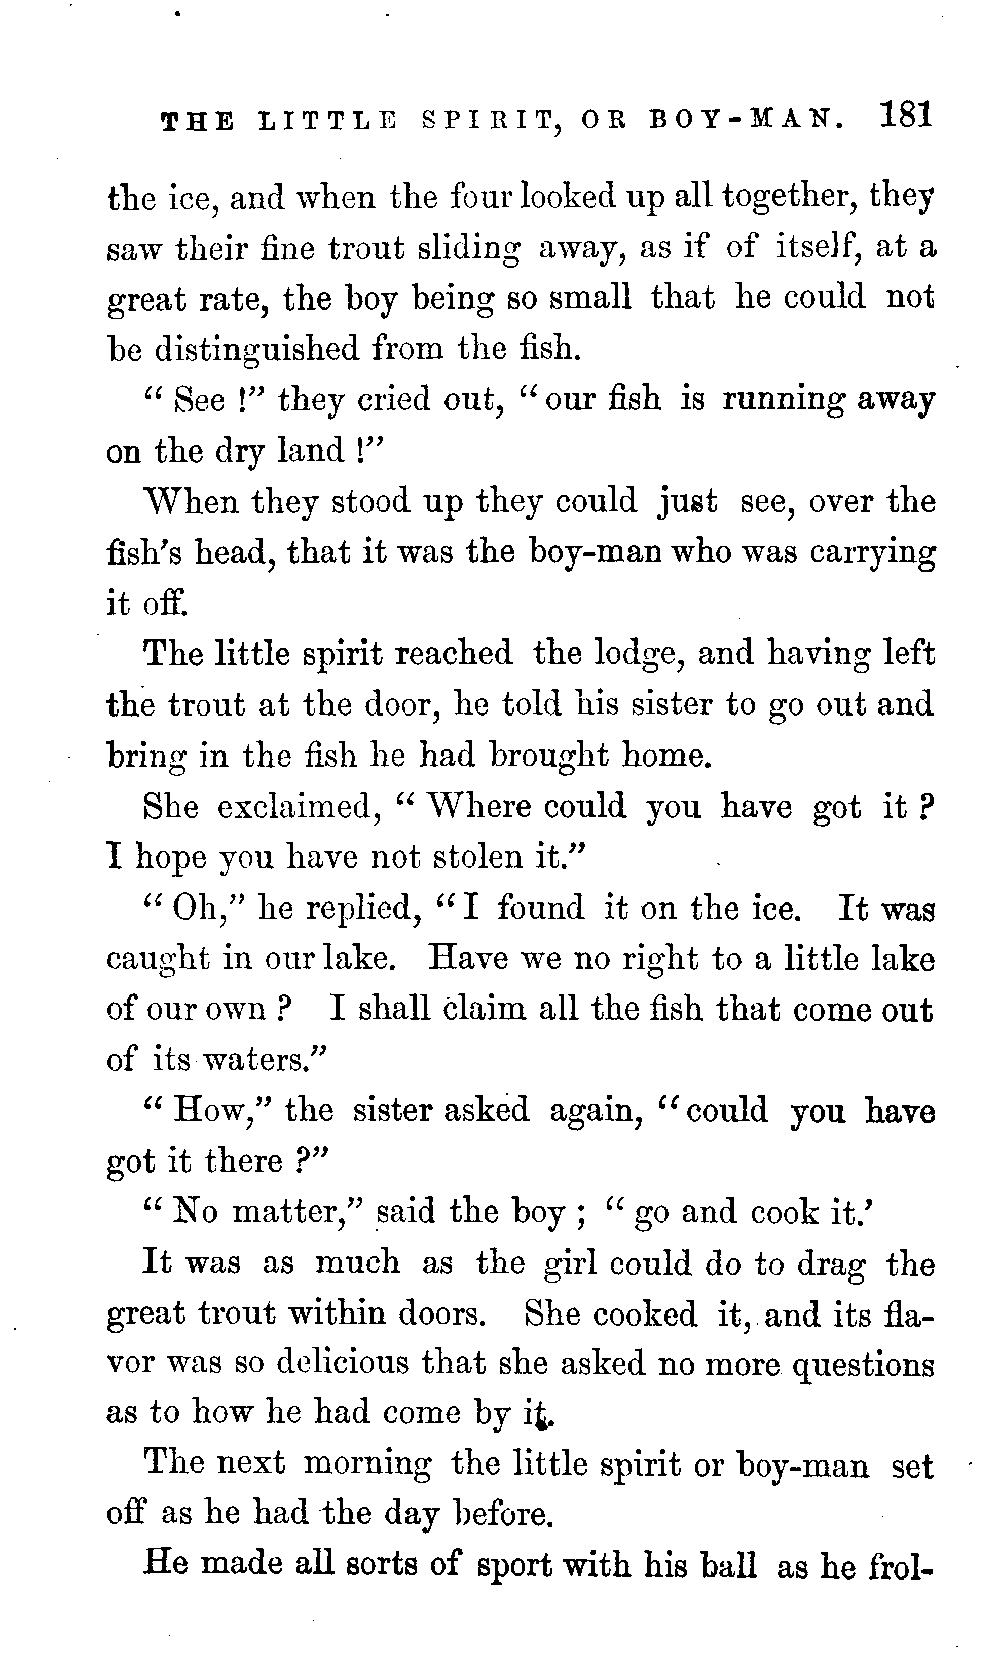 THE LITTLE SPIRIT, OR BOY-MAN. 181
the ice, and when the four looked up all together, they
saw their fine trout sliding away, as if of itself, at a
great rate, the boy being so small that he could not
be distinguished from the fish.
“ See !” they cried out, “ our fish is running away
on the dry land !”
When they stood up they could just see, over the
fish’s head, that it was the boy-man who was carrying
it off.
The little spirit reached the lodge, and having left
the trout at the door, he told his sister to go out and
bring in the fish he had brought home.
She exclaimed, “ Where could you have got it ?
I hope you have not stolen it.”
“ Oh,” he replied, “ I found it on the ice. It was
caught in our lake. Have we no right to a little lake
of our own ? I shall claim all the fish that come out
of its waters.”
“ How,” the sister asked again, “ could you have
got it there ?”
“ No matter,” said the boy ; “ go and cook it.’
It was as much as the girl could do to drag the
great trout within doors. She cooked it, and its fla-
vor was so delicious that she asked no more questions
as to how he had come by it.
The next morning the little spirit or boy-man set
off as he had the day before.
He made all sorts of sport with his ball as he frol-